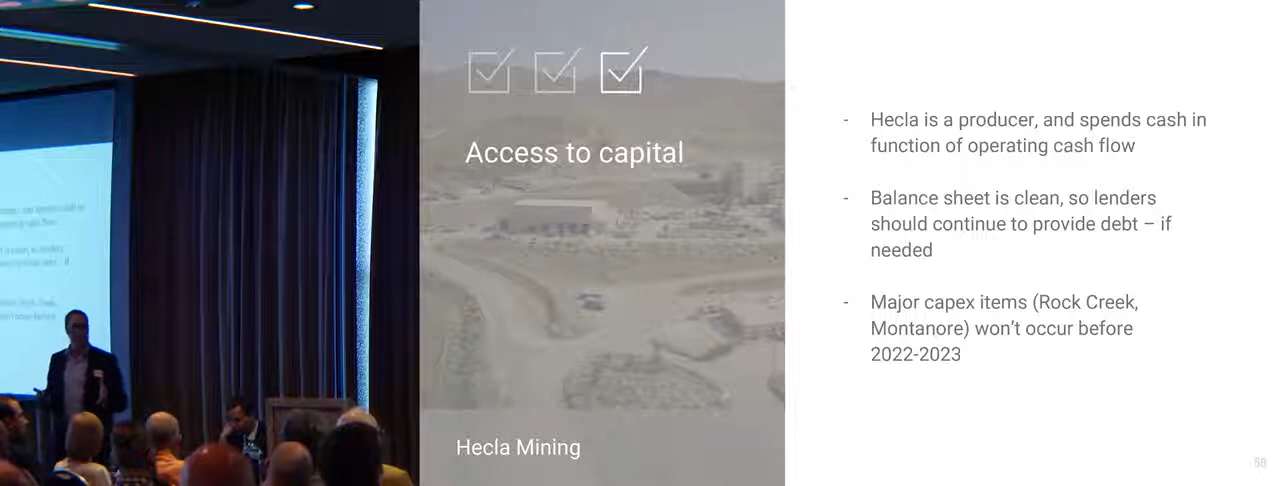 Access to capital
Hecla Mining
- Hecla is a producer, and spends cash in
function of operating cash flow
- Balance sheet is clean, so lenders
should continue to provide debt – if
needed
- Major capex items (Rock Creek,
Montanore) won't occur before
2022-2023
58